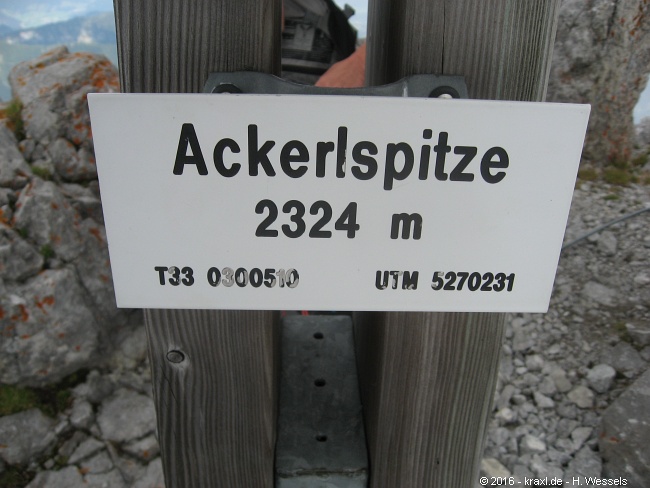 Ackerlspitze
2324 m
T33 0300510 UTM 5270231
©2016 - kraxl.de - H. Wessels